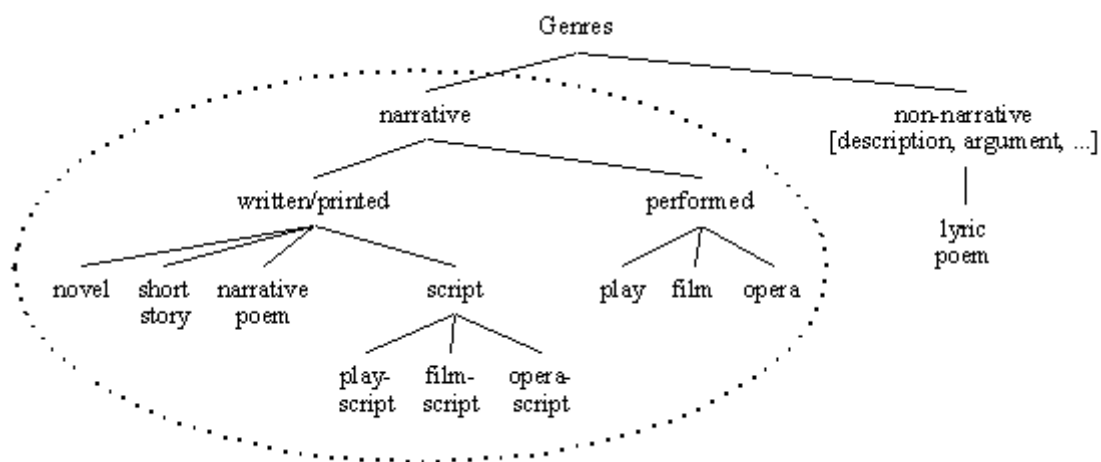 Genres
narrative
non-narrative
[description, argument, ...]
written/printed
performed
lyric
poem
novel
short
story
narrative
poem
script
play
film
opera
play-
script
film-
script
opera-
script